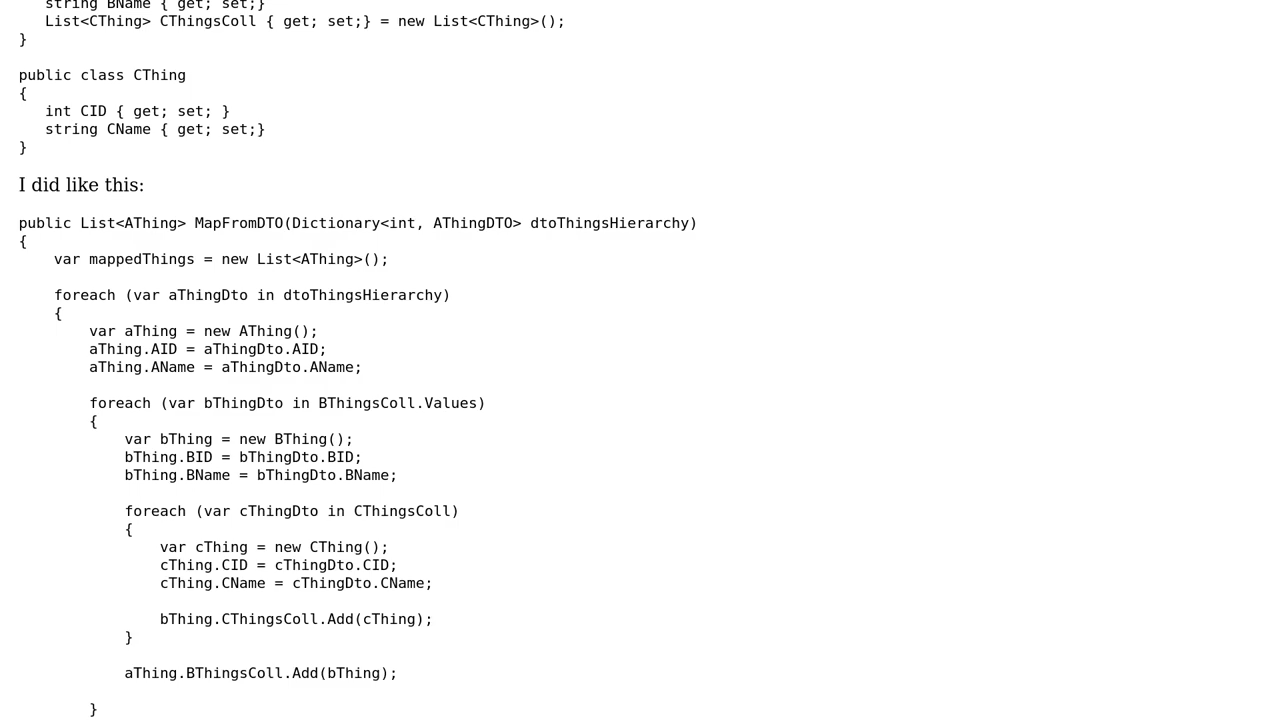 string BName { get; set;}
List<CThing> CThingsColl { get; set;} = new List<CThing>();
}
public class CThing
{
int CID { get; set; }
string CName { get; set;}
}
I did like this:
public List<AThing> MapFromDTO(Dictionary<int, AThingDTO> dtoThingsHierarchy)
{
var mappedThings = new List<AThing>();
foreach (var aThingDto in dtoThingsHierarchy)
{
var aThing = new AThing();
aThing.AID = aThingDto.AID;
aThing.AName = aThingDto.AName;
foreach (var bThingDto in BThingsColl.Values)
{
var bThing = new BThing();
bThing.BID = bThingDto.BID;
bThing.BName = bThingDto.BName;
foreach (var cThingDto in CThingsColl)
{
var cThing = new CThing();
cThing.CID = cThingDto.CID;
cThing.CName = cThingDto.CName;
bThing.CThingsColl.Add(cThing);
}
aThing.BThingsColl.Add(bThing);
}